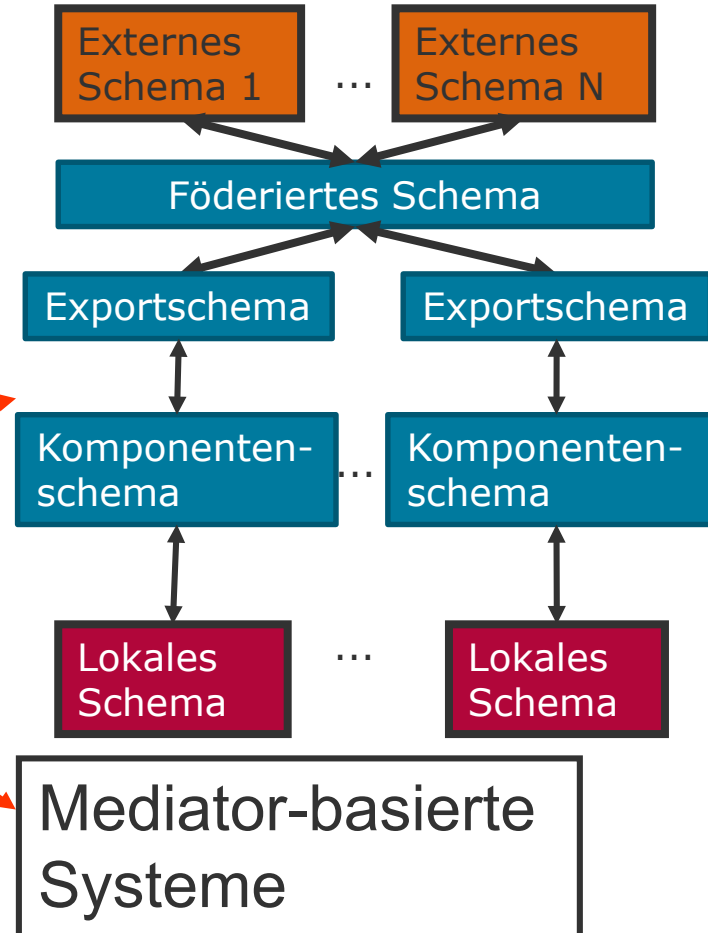 Externes
Schema 1
...
Externes
Schema N
Föderiertes Schema
Exportschema
Exportschema
Komponenten-
schema
...
Komponenten-
schema
Lokales
Schema
...
Lokales
Schema
Mediator-basierte
Systeme